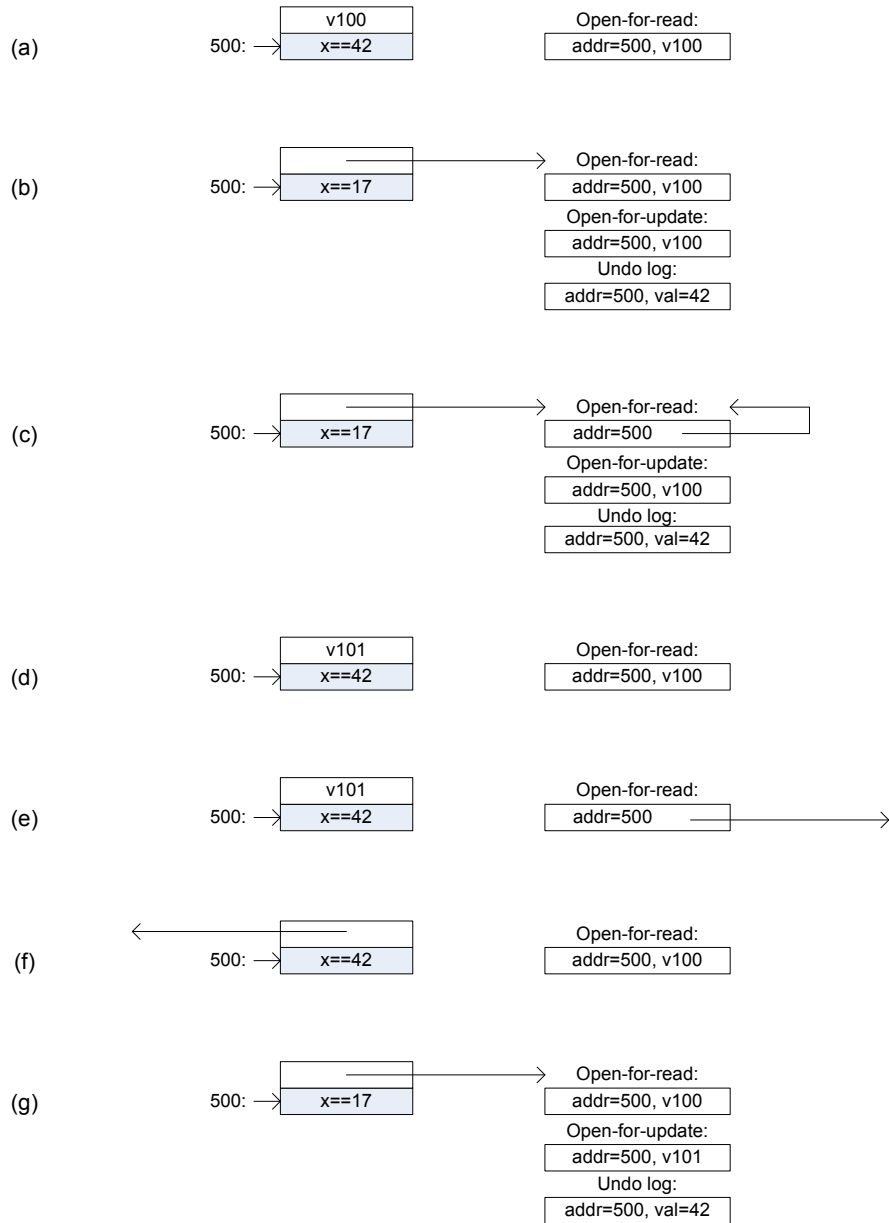 v100
Open-for-read:
(a)
500:
x==42
addr=500, v100
Open-for-read:
(b)
500:
x==17
addr=500, v100
Open-for-update:
addr=500, v100
Undo log:
addr=500, val=42
Open-for-read:
(c)
500:
x==17
addr=500
Open-for-update:
addr=500, v100
Undo log:
addr=500, val=42
v101
Open-for-read:
(d)
500:
x==42
addr=500, v100
v101
Open-for-read:
(e)
500:
x==42
addr=500
Open-for-read:
(f)
500:
x==42
addr=500, v100
Open-for-read:
(g)
500:
x==17
addr=500, v100
Open-for-update:
addr=500, v101
Undo log:
addr=500, val=42